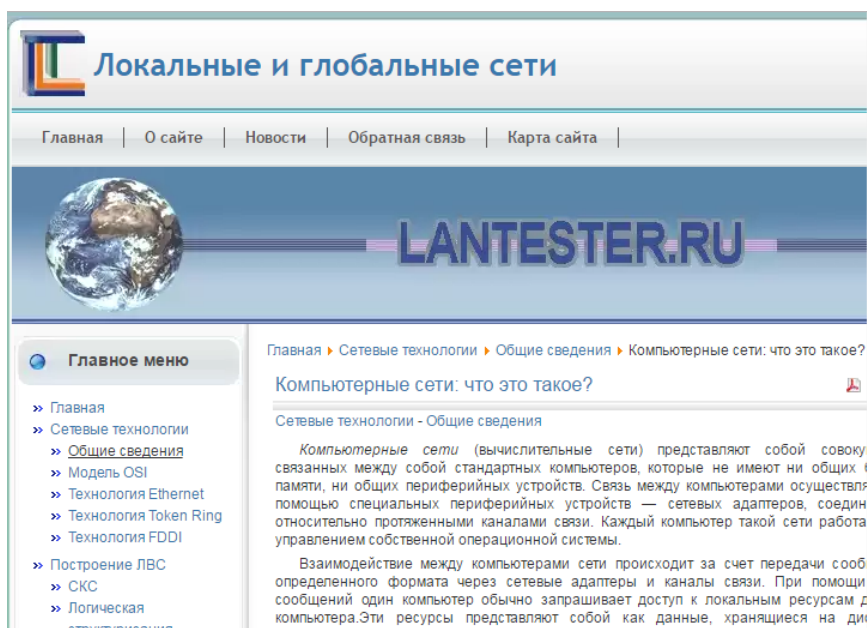 Локальные и глобальные сети
Главная О сайте Новости Обратная связь Карта сайта
LANTESTER.RU
Главное меню
Главная
Сетевые технологии
Общие сведения
Модель OSI
Технология Ethernet
Технология Token Ring
Технология FDDI
Построение ЛВС
СКС
Логическая
Главная Сетевые технологии Общие сведения Компьютерные сети: что это такое?
Компьютерные сети: что это такое?
Сетевые технологии - Общие сведения
Компьютерные сети (вычислительные сети) представляют собой
связанных между собой стандартных компьютеров, которые не имеют ни общих
памяти, ни общих периферийных устройств. Связь между компьютерами
помощью специальных периферийных устройств — сетевых адаптеров,
относительно протяженными каналами связи. Каждый компьютер такой сети
управлением собственной операционной системы.
Взаимодействие между компьютерами сети происходит за счет передачи
определенного формата через сетевые адаптеры и каналы связи. При помощи
сообщений один компьютер обычно запрашивает доступ к локальным ресурсам
компьютера.Эти ресурсы представляют собой как данные, хранящиеся на